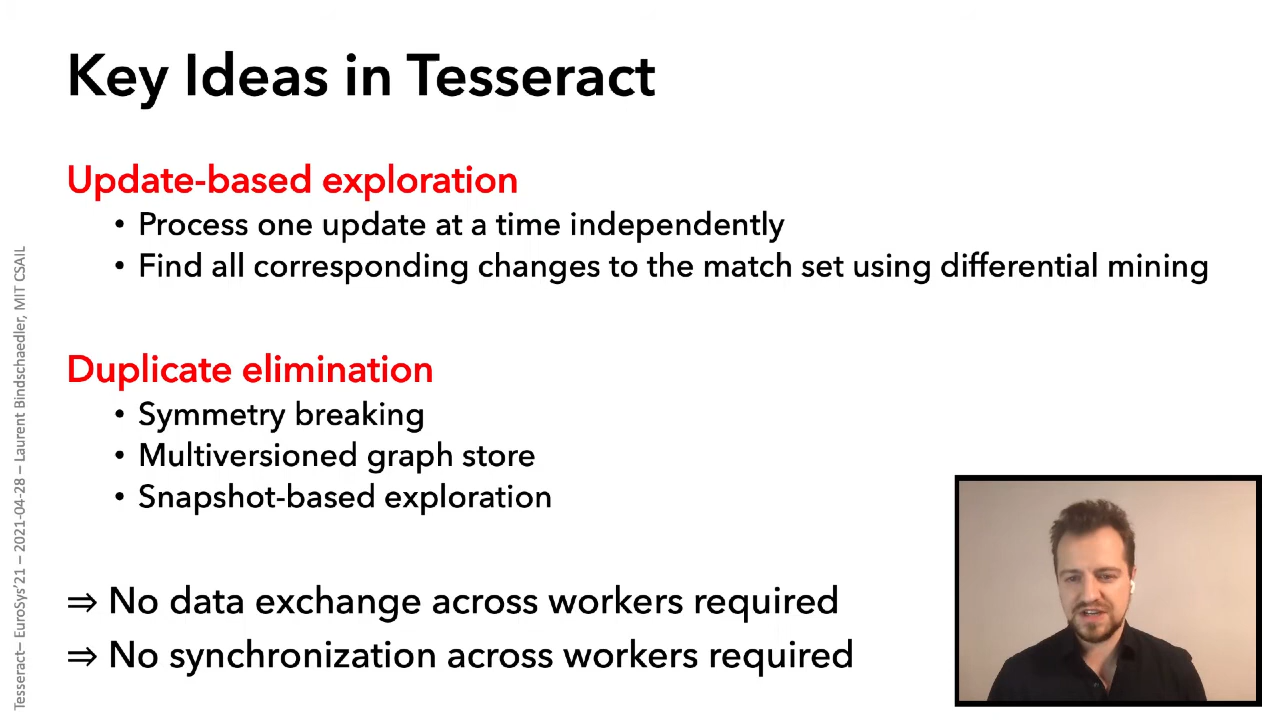 Key Ideas in Tesseract
Update-based exploration
• Process one update at a time independently
• Find all corresponding changes to the match set using differential mining
Duplicate elimination
• Symmetry breaking
• Multiversioned graph store
• Snapshot-based exploration
⇒ No data exchange across workers required
⇒ No synchronization across workers required
Tesseract– EuroSys'21 – 2021-04-28 – Laurent Bindschaedler, MIT CSAIL